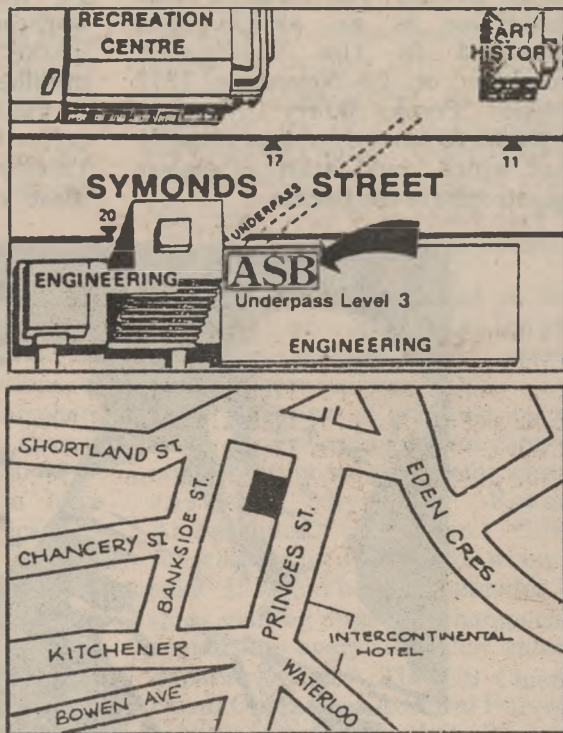 RECREATION
CENTRE
ART
HISTORY
17
11
SYMONDS STREET
20
UNDERPASS
ENGINEERING
ASB
Underpass Level 3
ENGINEERING
SHORTLAND ST.
BANKSIDE ST.
PRINCES ST.
EDEN CRES.
CHANCERY ST.
KITCHENER
INTERCONTINENTAL
HOTEL
WATERLOO
BOWEN AVE